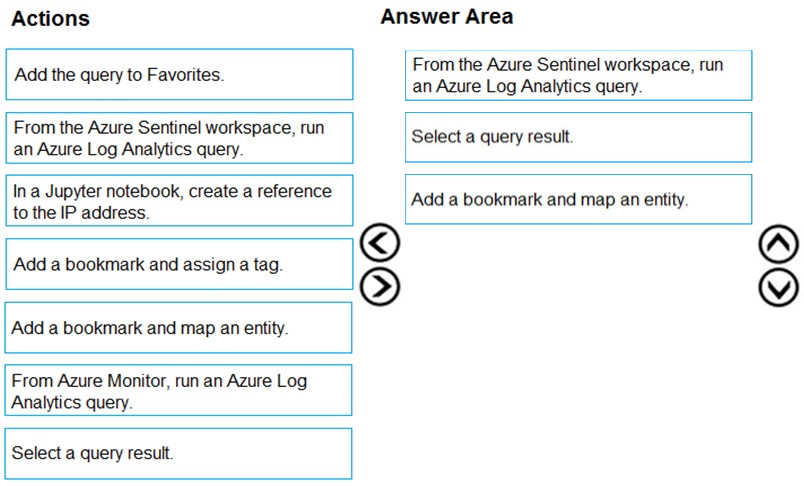 Actions
Add the query to Favorites.
From the Azure Sentinel workspace, run
an Azure Log Analytics query.
In a Jupyter notebook, create a reference
to the IP address.
Add a bookmark and assign a tag.
Add a bookmark and map an entity.
From Azure Monitor, run an Azure Log
Analytics query.
Select a query result.
Answer Area
From the Azure Sentinel workspace, run
an Azure Log Analytics query.
Select a query result.
Add a bookmark and map an entity.